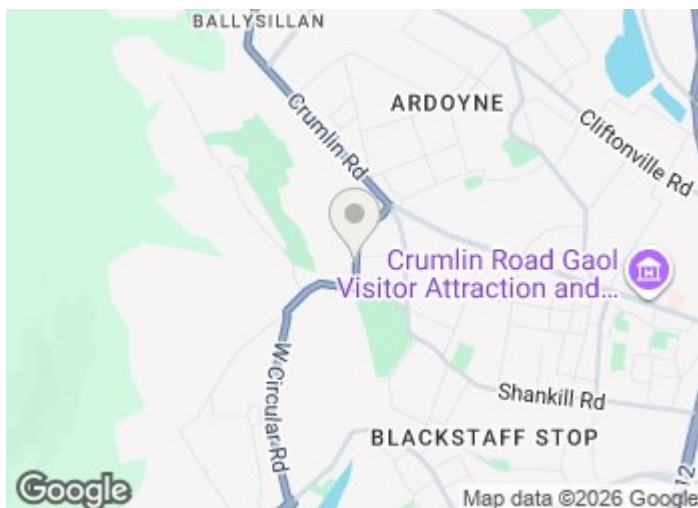 BALLYSILLAN
ARDOYNE
Crumlin Rd
Cliftonville Rd
Crumlin Road Gaol
Visitor Attraction and...
W Circular Rd
Shankill Rd
BLACKSTAFF STOP
12
Google
Map data ©2026 Google